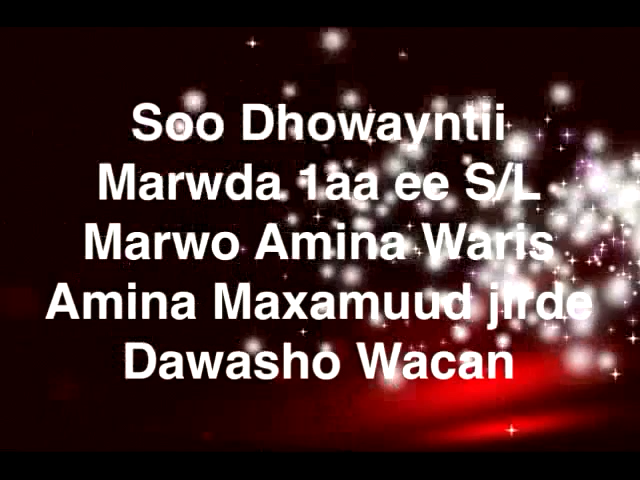 Soo Dhowayntii
Marwda 1aa ee S/L
Marwo Amina Waris
Amina Maxamuud jirde
Dawasho Wacan